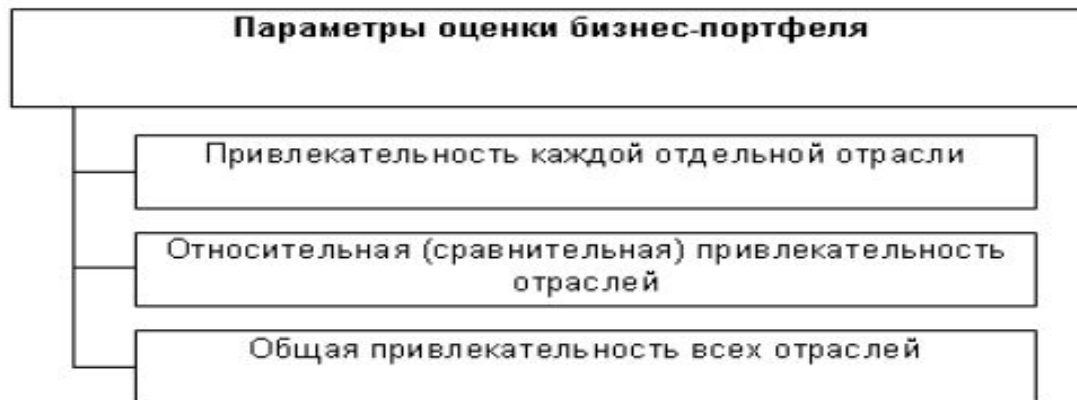 Параметры оценки бизнес-портфеля
Привлекательность каждой отдельной отрасли
Относительная (сравнительная) привлекательность
отраслей
Общая привлекательность всех отраслей